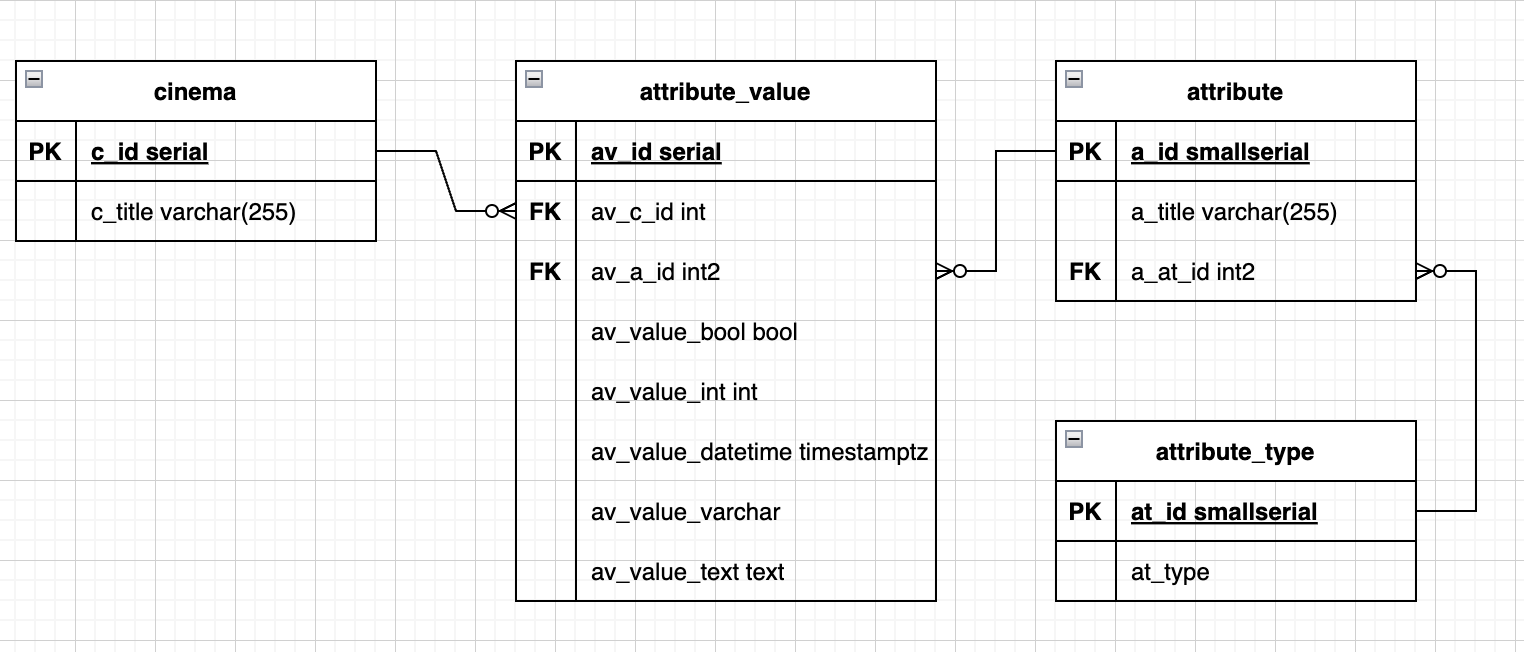 cinema
PK c_id serial
c_title varchar(255)
attribute_value
PK av_id serial
FK av_c_id int
FK av_a_id int2
av_value_bool bool
av_value_int int
av_value_datetime timestamptz
av_value_varchar
av_value_text text
attribute
PK a_id smallserial
a_title varchar(255)
FK a_at_id int2
attribute_type
PK at_id smallserial
at_type